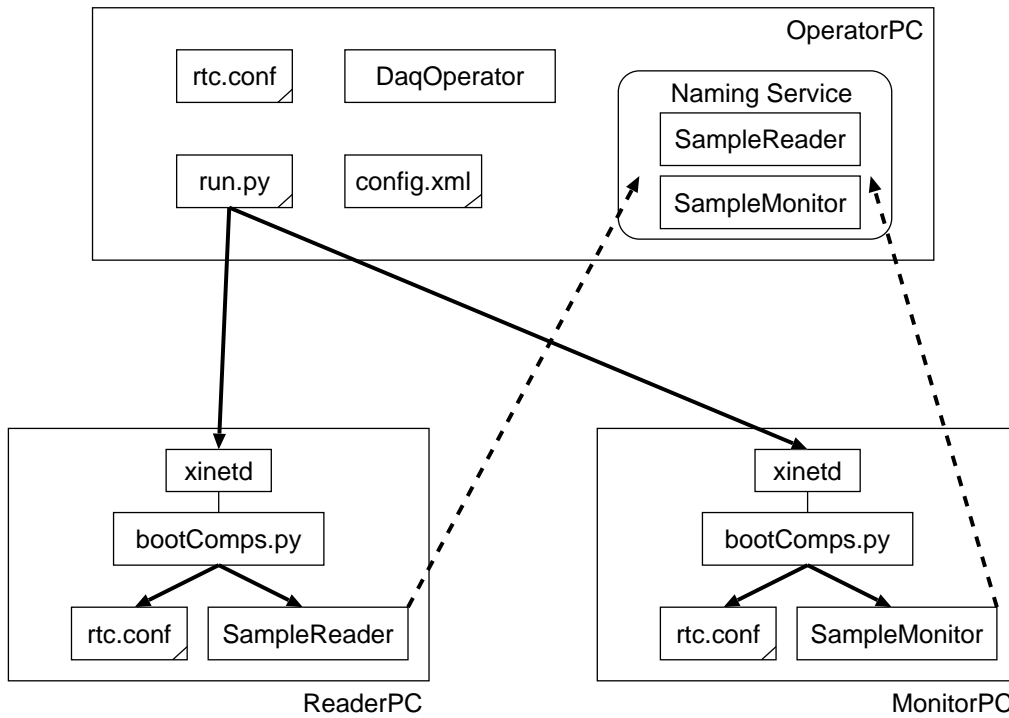 OperatorPC
rtc.conf
DaqOperator
Naming Service
SampleReader
SampleMonitor
run.py
config.xml
xinetd
bootComps.py
rtc.conf
SampleReader
ReaderPC
xinetd
bootComps.py
rtc.conf
SampleMonitor
MonitorPC